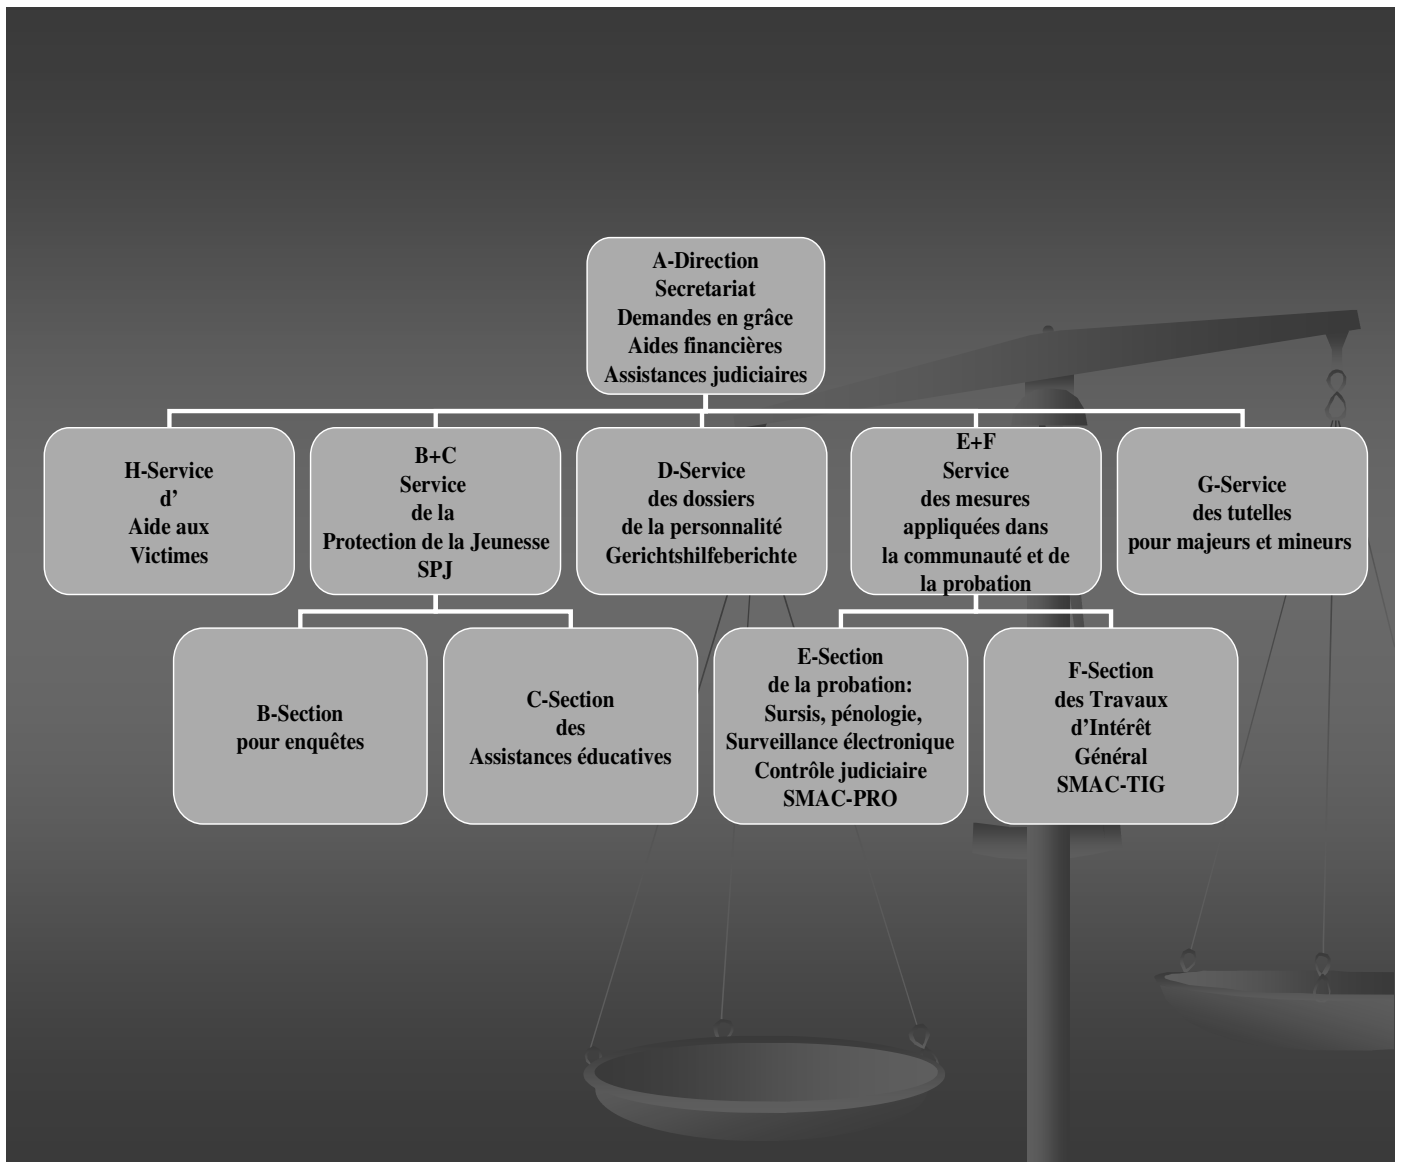 A-Direction
Secretariat
Demandes en grâce
Aides financières
Assistances judiciaires
H-Service
d’
Aide aux
Victimes
B+C
Service
de la
Protection de la Jeunesse
SPJ
D-Service
des dossiers
de la personnalité
Gerichtshilfeberichte
E+F
Service
des mesures
appliquées dans
la communauté et de
la probation
G-Service
des tutelles
pour majeurs et mineurs
B-Section
pour enquêtes
C-Section
des
Assistances éducatives
E-Section
de la probation:
Sursis, pénologie,
Surveillance électronique
Contrôle judiciaire
SMAC-PRO
F-Section
des Travaux
d’Intérêt
Général
SMAC-TIG